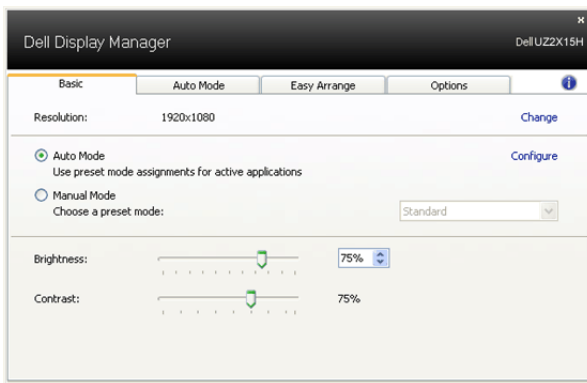 Dell Display Manager
Dell UZ2X15H
Basic
Auto Mode
Easy Arrange
Options
Resolution:
1920x1080
Change
Auto Mode
Configure
Use preset mode assignments for active applications
Manual Mode
Choose a preset mode:
Standard
Brightness:
75%
Contrast:
75%